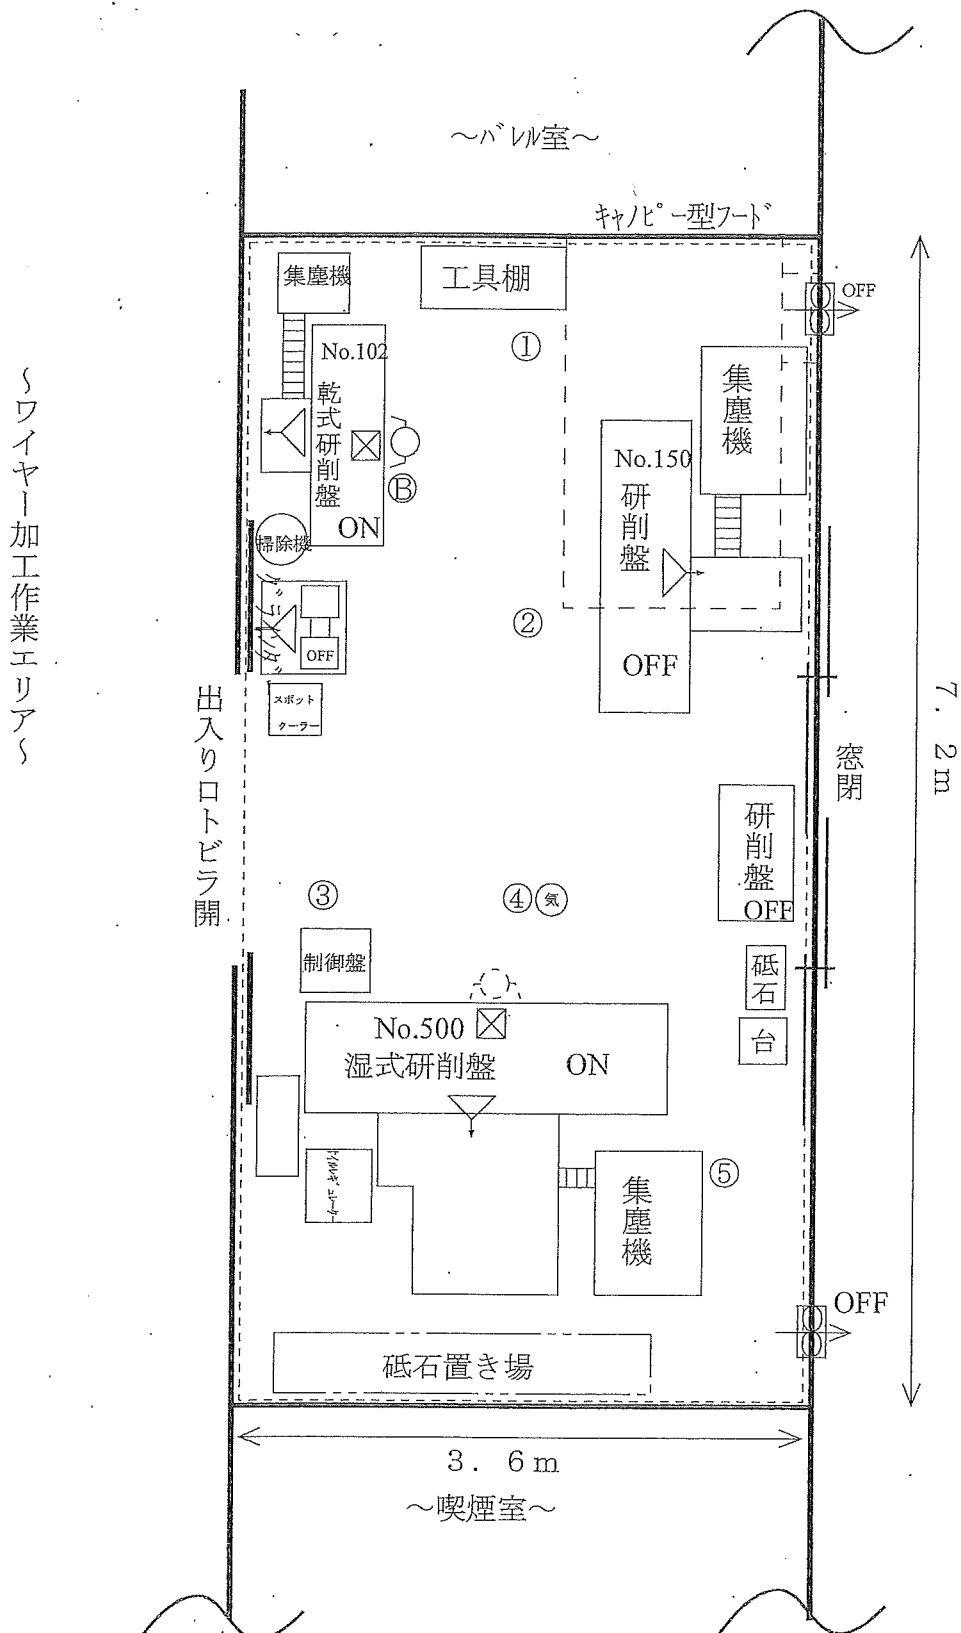 ～バレル室～
キャノピー型フード
集塵機
工具棚
OFF
①
No.102
乾式研削盤
ON
Ⓑ
集塵機
No.150
研削盤
OFF
～ワイヤー加工作業エリア～
掃除機
グラインダー
OFF
②
スポット
クーラー
出入り口トビラ開
窓閉
7．2m
研削盤
OFF
③
④
気
制御盤
砥石
台
No.500
湿式研削盤
ON
⑤
集塵機
OFF
砥石置き場
3．6m
～喫煙室～